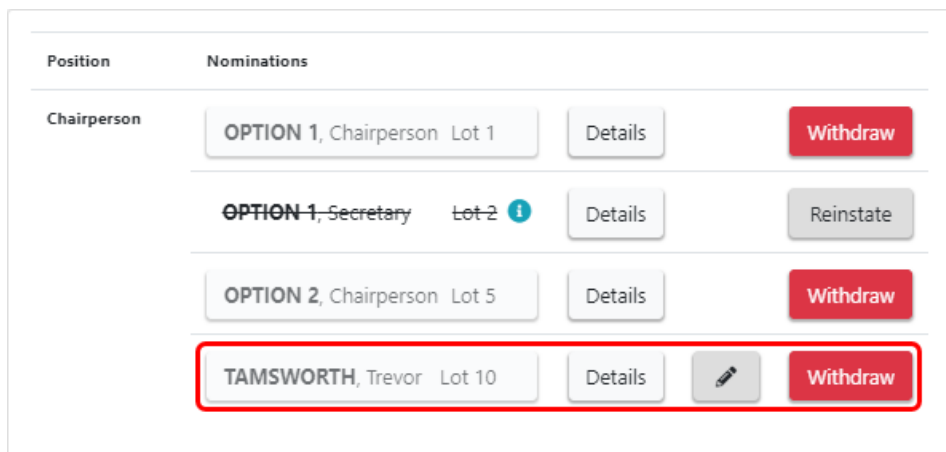 Position Nominations
Chairperson OPTION 1, Chairperson Lot 1 Details Withdraw
OPTION 1, Secretary Lot 2 i Details Reinstate
OPTION 2, Chairperson Lot 5 Details Withdraw
TAMSWORTH, Trevor Lot 10 Details Withdraw